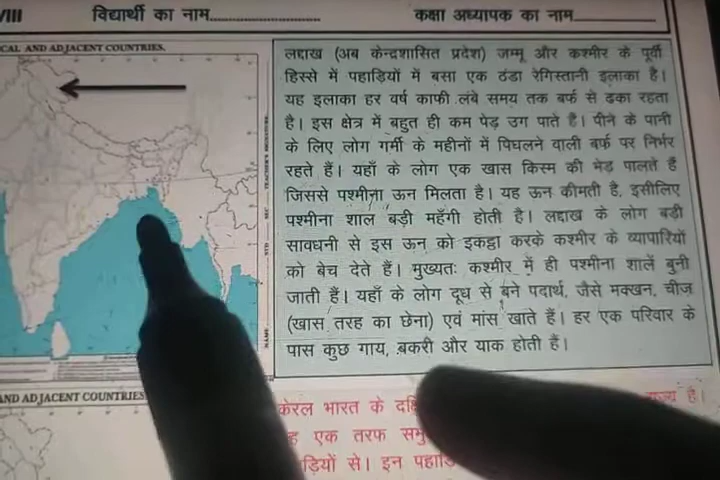 VIII विद्यार्थी का नाम.......................... कक्षा अध्यापक का नाम
CAL AND ADJACENT COUNTRIES.
लद्दाख (अब केन्द्रशासित प्रदेश) जम्मू और कश्मीर के पूर्वी
हिस्से में पहाड़ियों में बसा एक ठंडा रेगिस्तानी इलाका है।
यह इलाका हर वर्ष काफी लंबे समय तक बर्फ से ढका रहता
है। इस क्षेत्र में बहुत ही कम पेड़ उग पाते हैं। पीने के पानी
के लिए लोग गर्मी के महीनों में पिघलने वाली बर्फ पर निर्भर
रहते हैं। यहाँ के लोग एक खास किस्म की भेड़ पालते हैं
जिससे पश्मीना ऊन मिलता है। यह ऊन कीमती है, इसीलिए
पश्मीना शाल बड़ी महँगी होती है। लद्दाख के लोग बड़ी
सावधनी से इस ऊन को इकट्ठा करके कश्मीर के व्यापारियों
को बेच देते हैं। मुख्यतः कश्मीर में ही पश्मीना शालें बुनी
जाती हैं। यहाँ के लोग दूध से बने पदार्थ, जैसे मक्खन, चीज
(खास तरह का छेना) एवं मांस खाते हैं। हर एक परिवार के
पास कुछ गाय, बकरी और याक होती हैं।
AND ADJACENT COUNTRIES
केरल भारत के है।
एक तरफ
से। इन